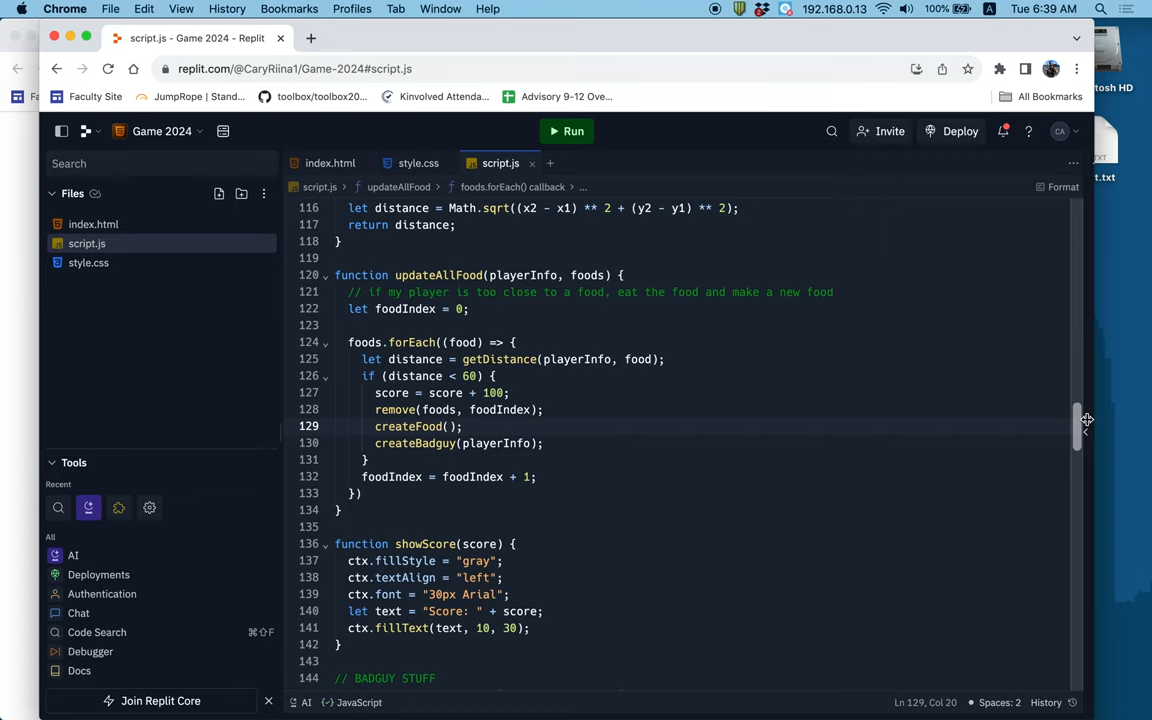 Chrome File Edit View History Bookmarks Profiles Tab Window Help 192.168.0.13 100% A Tue 6:39 AM
script.js - Game 2024 - Replit
replit.com/@CaryRiina1/Game-2024#script.js
Faculty Site JumpRope | Stand... toolbox/toolbox20... Kinvolved Attenda... Advisory 9-12 Ove... All Bookmarks
tosh HD
Game 2024 Run Invite Deploy CA
Search
index.html style.css script.js
TXT
t.txt
script.js updateAllFood foods.forEach() callback ... Format
Files
index.html
script.js
style.css
116 let distance = Math.sqrt((x2 - x1) ** 2 + (y2 - y1) ** 2);
117 return distance;
118 }
119
120 function updateAllFood(playerInfo, foods) {
121 // if my player is too close to a food, eat the food and make a new food
122 let foodIndex = 0;
123
124 foods.forEach((food) => {
125 let distance = getDistance(playerInfo, food);
126 if (distance < 60) {
127 score = score + 100;
128 remove(foods, foodIndex);
129 createFood();
130 createBadguy(playerInfo);
131 }
132 foodIndex = foodIndex + 1;
133 })
134 }
135
136 function showScore(score) {
137 ctx.fillStyle = "gray";
138 ctx.textAlign = "left";
139 ctx.font = "30px Arial";
140 let text = "Score: " + score;
141 ctx.fillText(text, 10, 30);
142 }
143
144 // BADGUY STUFF
Tools
Recent
All
AI
Deployments
Authentication
Chat
Code Search ⌘⇧F
Debugger
Docs
Join Replit Core
AI JavaScript Ln 129, Col 20 Spaces: 2 History